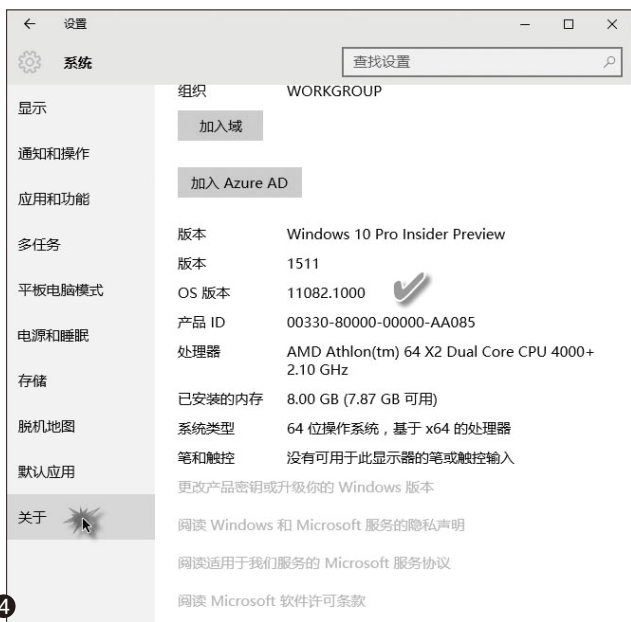 ← 设置
系统
查找设置
显示
通知和操作
应用和功能
多任务
平板电脑模式
电源和睡眠
存储
脱机地图
默认应用
关于
组织 WORKGROUP
加入域
加入 Azure AD
版本 Windows 10 Pro Insider Preview
版本 1511
OS 版本 11082.1000
产品 ID 00330-80000-00000-AA085
处理器 AMD Athlon(tm) 64 X2 Dual Core CPU 4000+
2.10 GHz
已安装的内存 8.00 GB (7.87 GB 可用)
系统类型 64 位操作系统，基于 x64 的处理器
笔和触控 没有可用于此显示器的笔或触控输入
更改产品密钥或升级你的 Windows 版本
阅读 Windows 和 Microsoft 服务的隐私声明
阅读适用于我们服务的 Microsoft 服务协议
阅读 Microsoft 软件许可条款
4